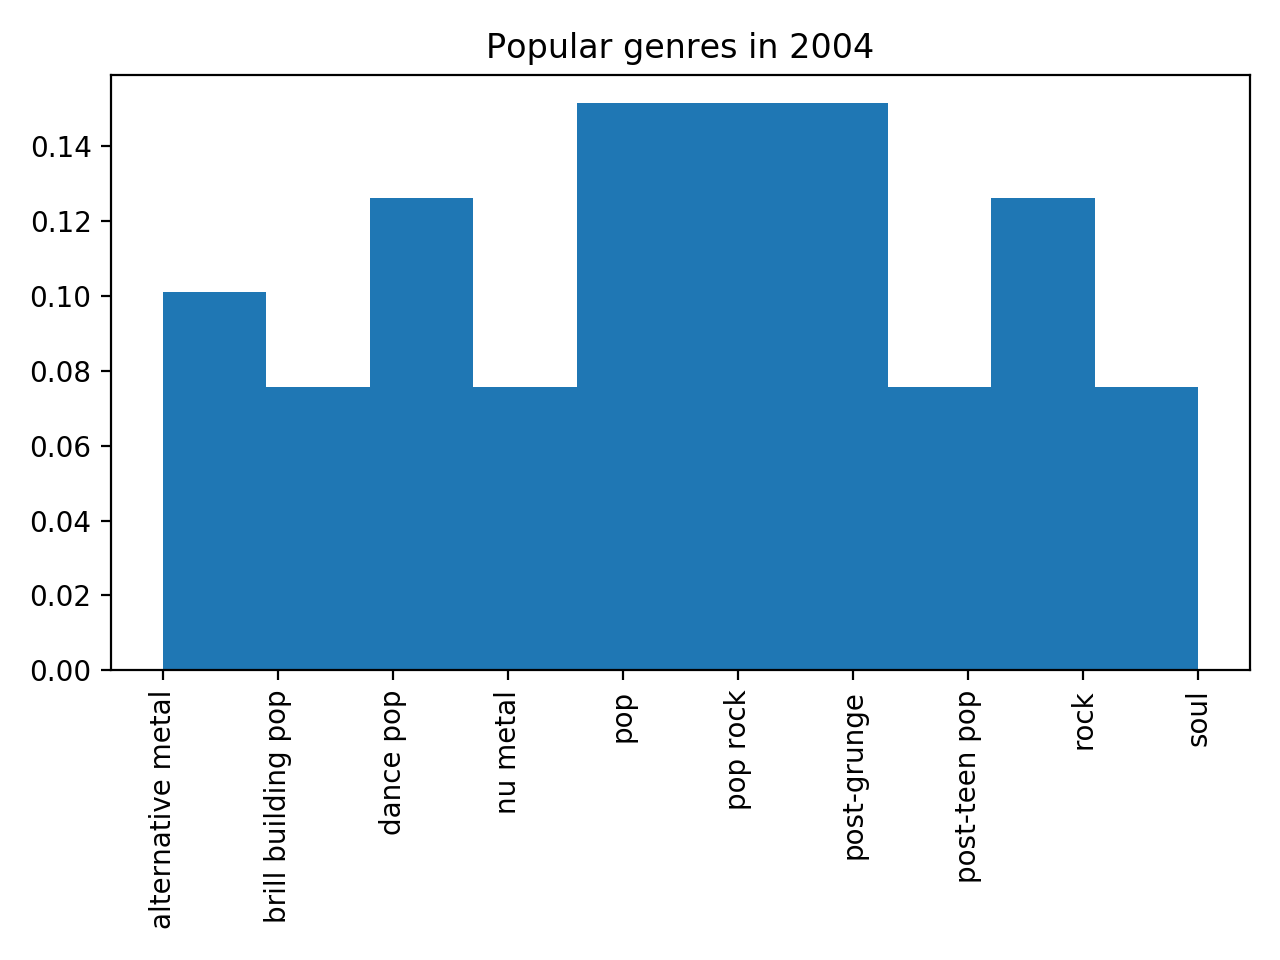 Popular genres in 2004
0.14
0.12
0.10
0.08
0.06
0.04
0.02
0.00
alternative metal
brill building pop
dance pop
nu metal
pop
pop rock
post-grunge
post-teen pop
rock
soul